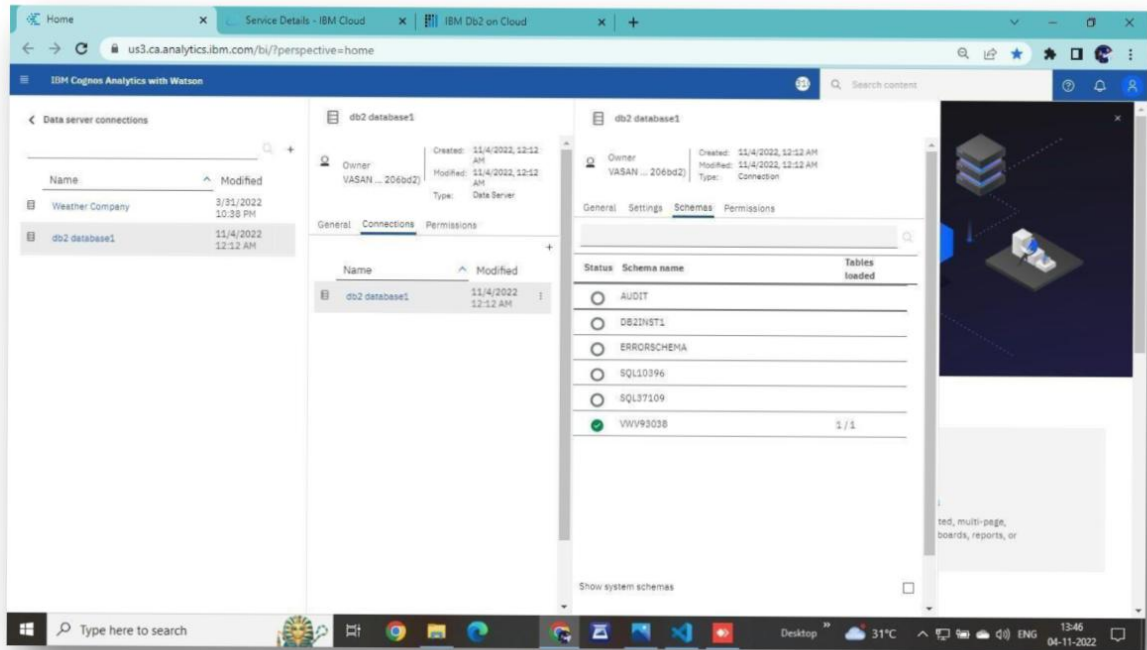 Home
Service Details - IBM Cloud
IBM Db2 on Cloud
us3.ca.analytics.ibm.com/bi/?perspective=home
IBM Cognos Analytics with Watson
Search content
Data server connections
Name
Modified
Weather Company
3/31/2022
10:38 PM
db2 database1
11/4/2022
12:12 AM
db2 database1
Owner
VASAN ... 206bd2)
Created: 11/4/2022, 12:12
AM
Modified: 11/4/2022, 12:12
AM
Type: Data Server
General Connections Permissions
Name
Modified
db2 database1
11/4/2022
12:12 AM
db2 database1
Owner
VASAN ... 206bd2)
Created: 11/4/2022, 12:12 AM
Modified: 11/4/2022, 12:12 AM
Type: Connection
General Settings Schemas Permissions
Status Schema name Tables
loaded
AUDIT
DB2INST1
ERRORSCHEMA
SQL10396
SQL37109
VWV93038 1 / 1
Show system schemas
ted, multi-page,
boards, reports, or
Type here to search
Desktop
31°C
ENG
13:46
04-11-2022